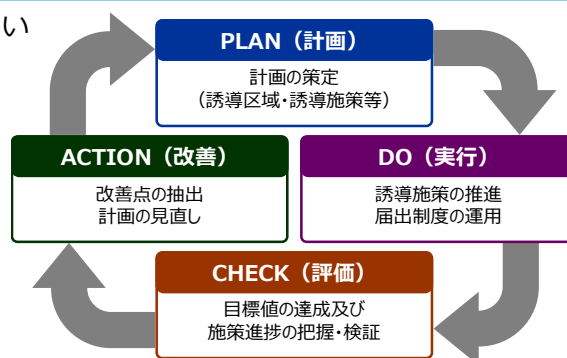 い
PLAN（計画）
計画の策定
（誘導区域・誘導施策等）
DO（実行）
誘導施策の推進
届出制度の運用
CHECK（評価）
目標値の達成及び
施策進捗の把握・検証
ACTION（改善）
改善点の抽出
計画の見直し